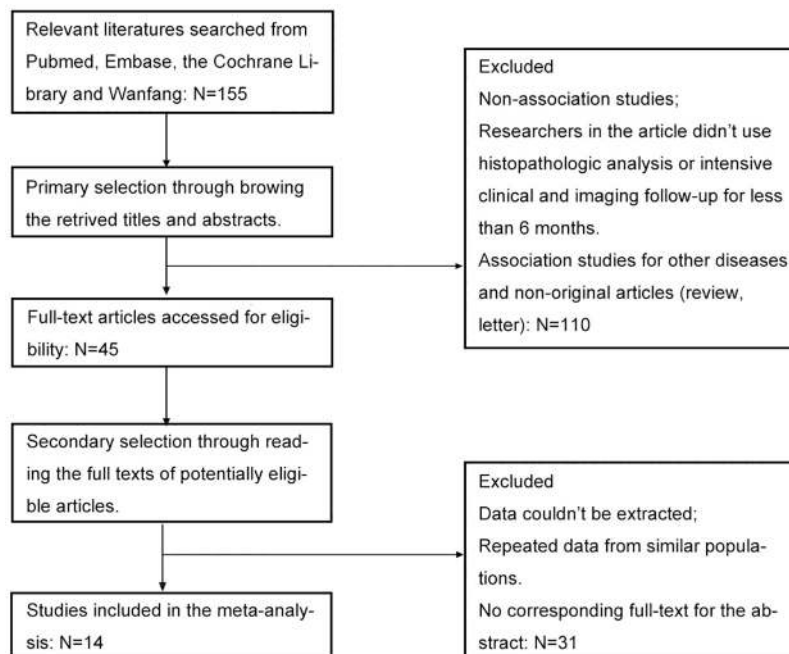 Relevant literatures searched from
Pubmed, Embase, the Cochrane Li-
brary and Wanfang: N=155
Primary selection through browing
the retrived titles and abstracts.
Full-text articles accessed for eligi-
bility: N=45
Secondary selection through read-
ing the full texts of potentially eligi-
ble articles.
Studies included in the meta-analy-
sis: N=14
Excluded
Non-association studies;
Researchers in the article didn't use
histopathologic analysis or intensive
clinical and imaging follow-up for less
than 6 months.
Association studies for other diseases
and non-original articles (review,
letter): N=110
Excluded
Data couldn't be extracted;
Repeated data from similar popula-
tions.
No corresponding full-text for the ab-
stract: N=31